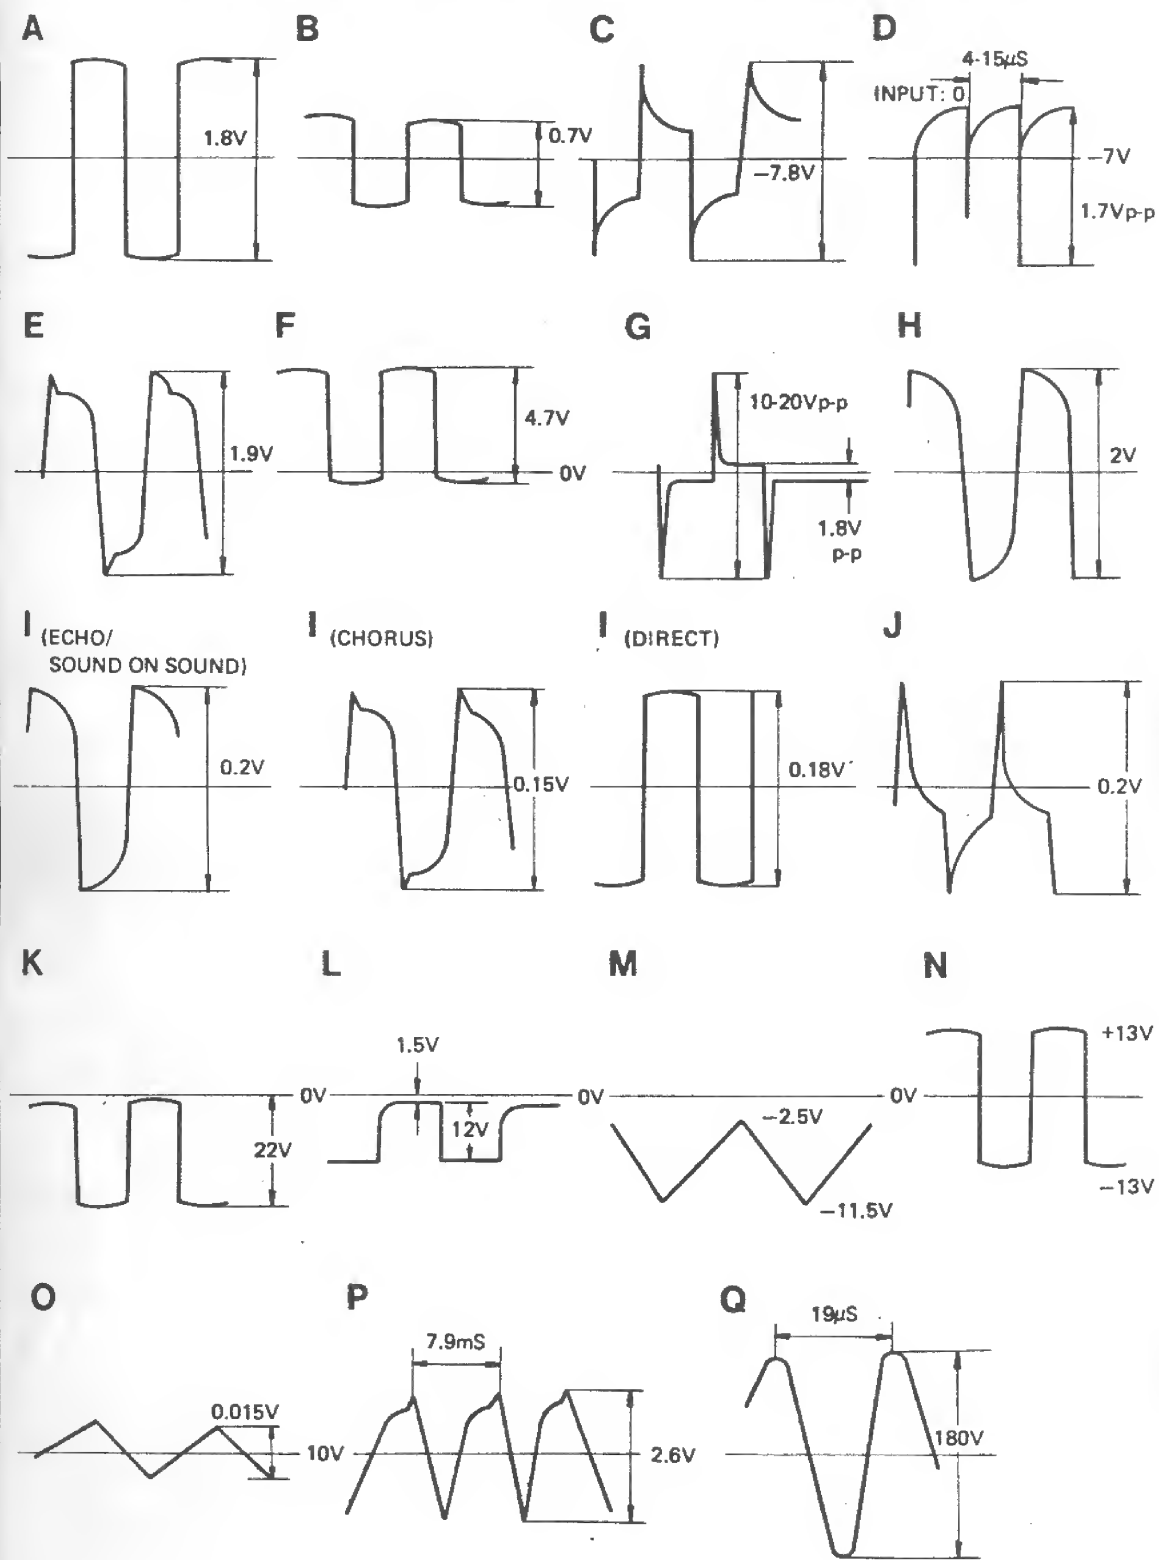 A
1.8V
B
0.7V
C
−7.8V
D
4-15μS
INPUT: 0
−7V
1.7Vp-p
E
1.9V
F
4.7V
0V
G
10-20Vp-p
1.8V
p-p
H
2V
I (ECHO/
SOUND ON SOUND)
0.2V
I (CHORUS)
0.15V
I (DIRECT)
0.18V
J
0.2V
K
0V
22V
L
1.5V
12V
0V
M
−2.5V
−11.5V
0V
N
+13V
−13V
O
0.015V
10V
P
7.9mS
2.6V
Q
19μS
180V